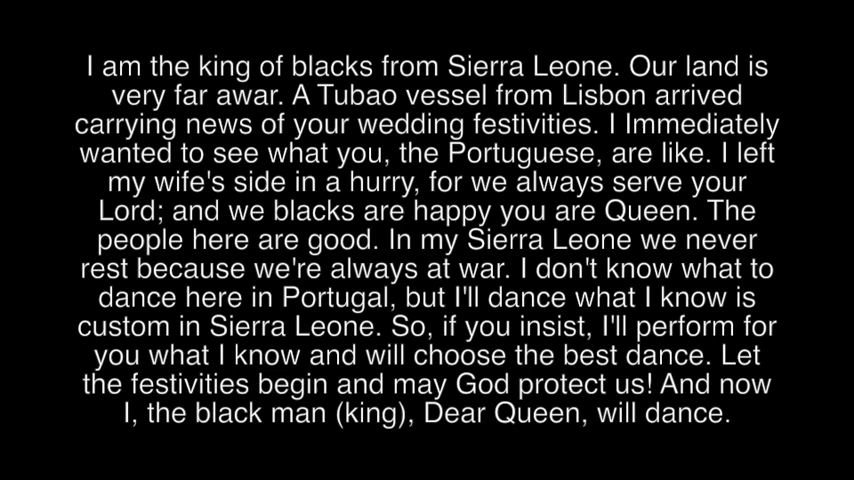 I am the king of blacks from Sierra Leone. Our land is
very far awar. A Tubao vessel from Lisbon arrived
carrying news of your wedding festivities. I Immediately
wanted to see what you, the Portuguese, are like. I left
my wife's side in a hurry, for we always serve your
Lord; and we blacks are happy you are Queen. The
people here are good. In my Sierra Leone we never
rest because we're always at war. I don't know what to
dance here in Portugal, but I'll dance what I know is
custom in Sierra Leone. So, if you insist, I'll perform for
you what I know and will choose the best dance. Let
the festivities begin and may God protect us! And now
I, the black man (king), Dear Queen, will dance.